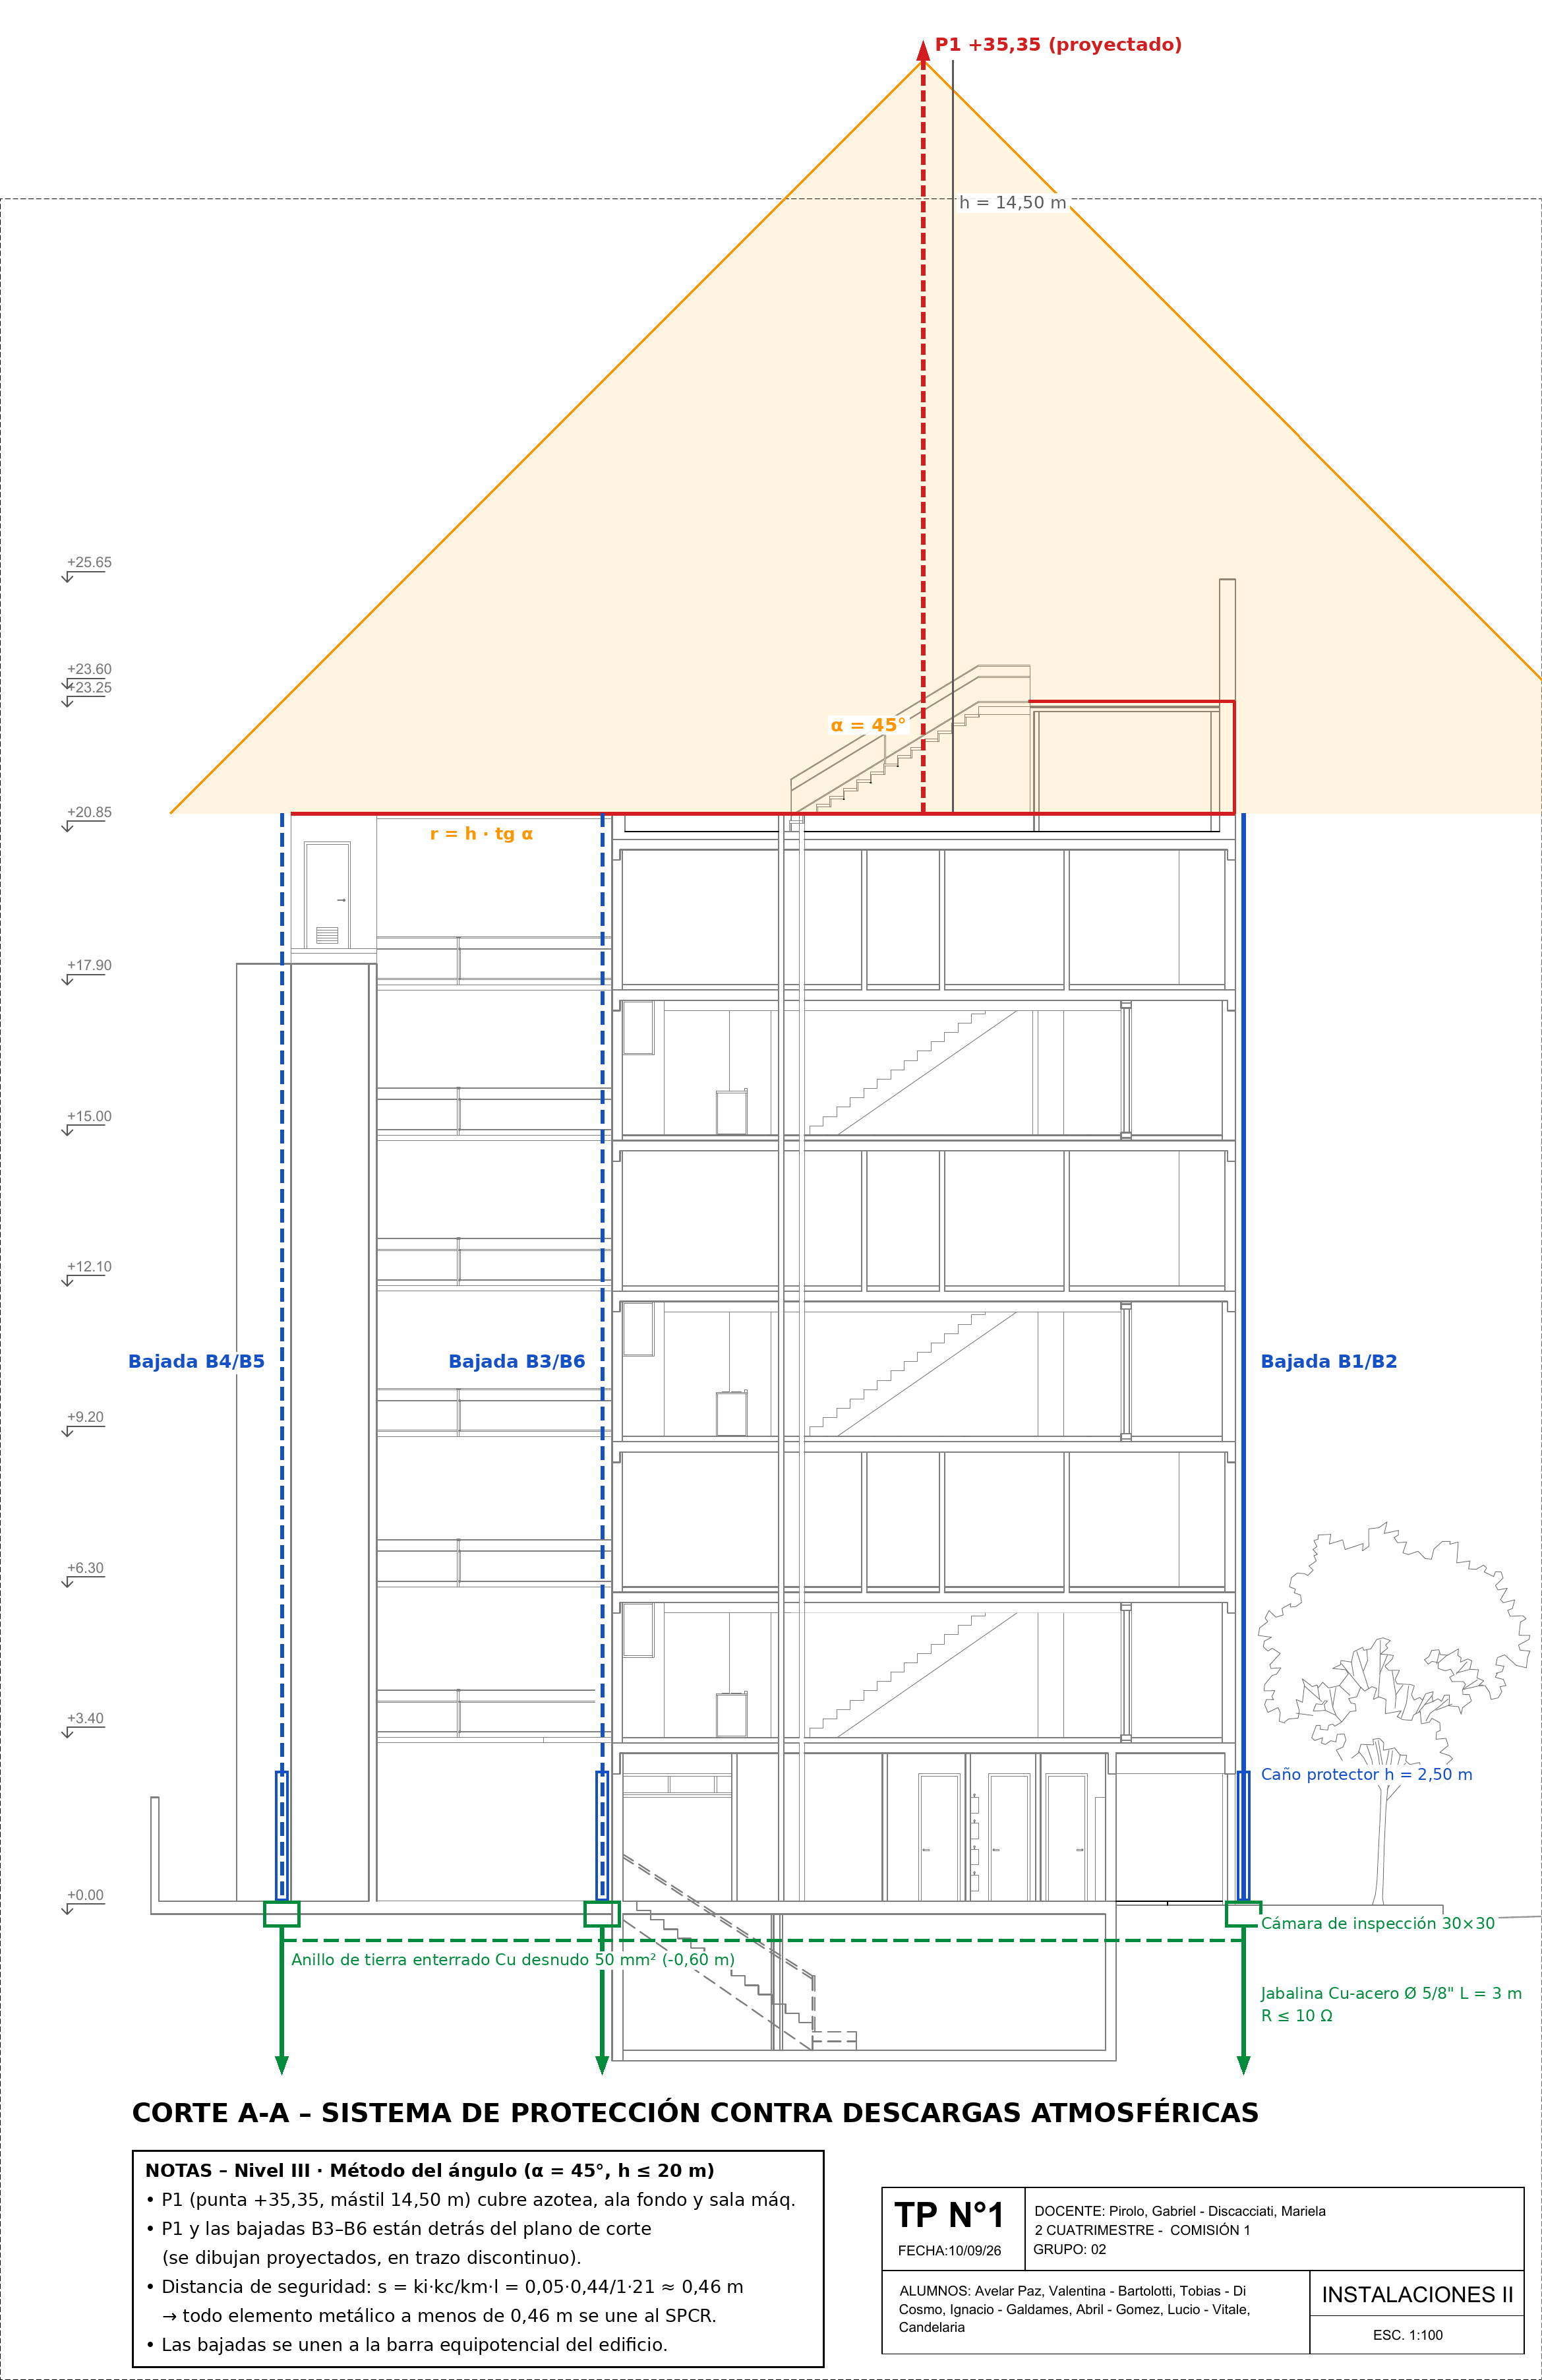 P1 +35,35 (proyectado)
h = 14,50 m
+25.65
+23.60
+23.25
α = 45°
+20.85
r = h · tg α
+17.90
+15.00
+12.10
Bajada B4/B5
Bajada B3/B6
Bajada B1/B2
+9.20
+6.30
+3.40
Caño protector h = 2,50 m
+0.00
Cámara de inspección 30×30
Anillo de tierra enterrado Cu desnudo 50 mm² (-0,60 m)
Jabalina Cu-acero Ø 5/8" L = 3 m
R ≤ 10 Ω
CORTE A-A – SISTEMA DE PROTECCIÓN CONTRA DESCARGAS ATMOSFÉRICAS
NOTAS – Nivel III · Método del ángulo (α = 45°, h ≤ 20 m)
• P1 (punta +35,35, mástil 14,50 m) cubre azotea, ala fondo y sala máq.
• P1 y las bajadas B3–B6 están detrás del plano de corte
(se dibujan proyectados, en trazo discontinuo).
• Distancia de seguridad: s = ki·kc/km·l = 0,05·0,44/1·21 ≈ 0,46 m
→ todo elemento metálico a menos de 0,46 m se une al SPCR.
• Las bajadas se unen a la barra equipotencial del edificio.
TP N°1
FECHA:10/09/26
DOCENTE: Pirolo, Gabriel - Discacciati, Mariela
2 CUATRIMESTRE - COMISIÓN 1
GRUPO: 02
ALUMNOS: Avelar Paz, Valentina - Bartolotti, Tobias - Di
Cosmo, Ignacio - Galdames, Abril - Gomez, Lucio - Vitale,
Candelaria
INSTALACIONES II
ESC. 1:100